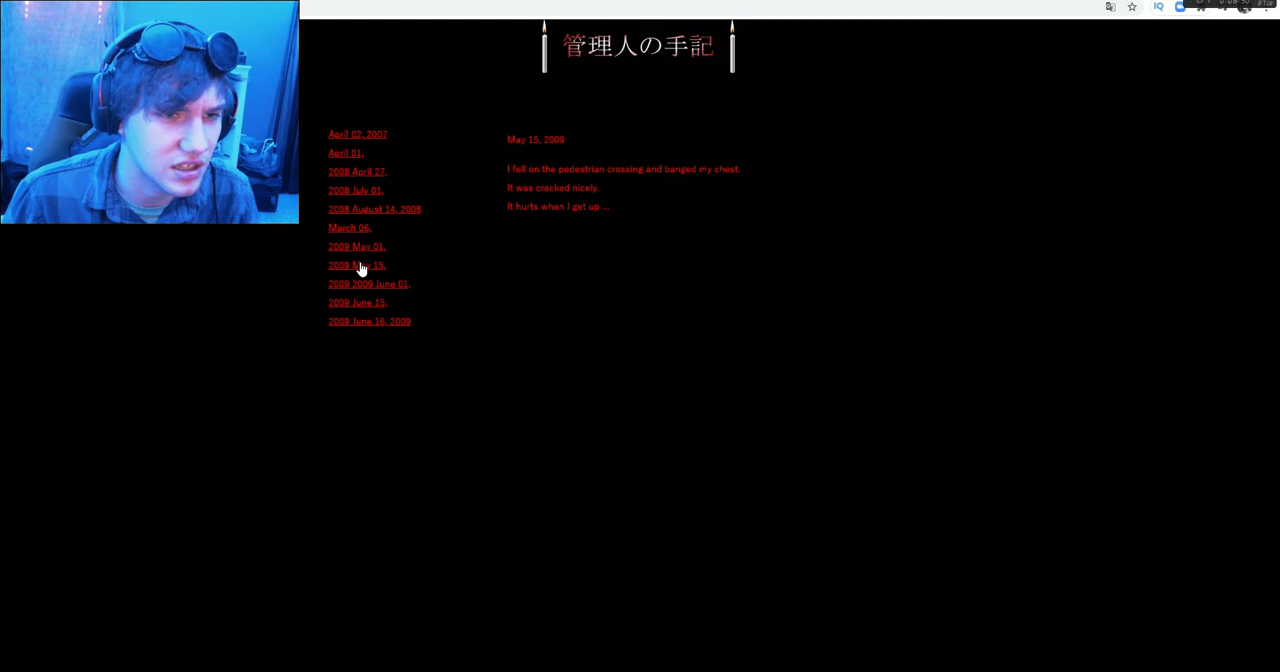 管理人の手記
April 02, 2007
April 01,
2008 April 27,
2008 July 01,
2008 August 14, 2008
March 06,
2009 May 01,
2009 May 15,
2009 2009 June 01,
2009 June 15,
2009 June 16, 2009
May 15, 2009
I fell on the pedestrian crossing and banged my chest.
It was cracked nicely.
It hurts when I get up ...